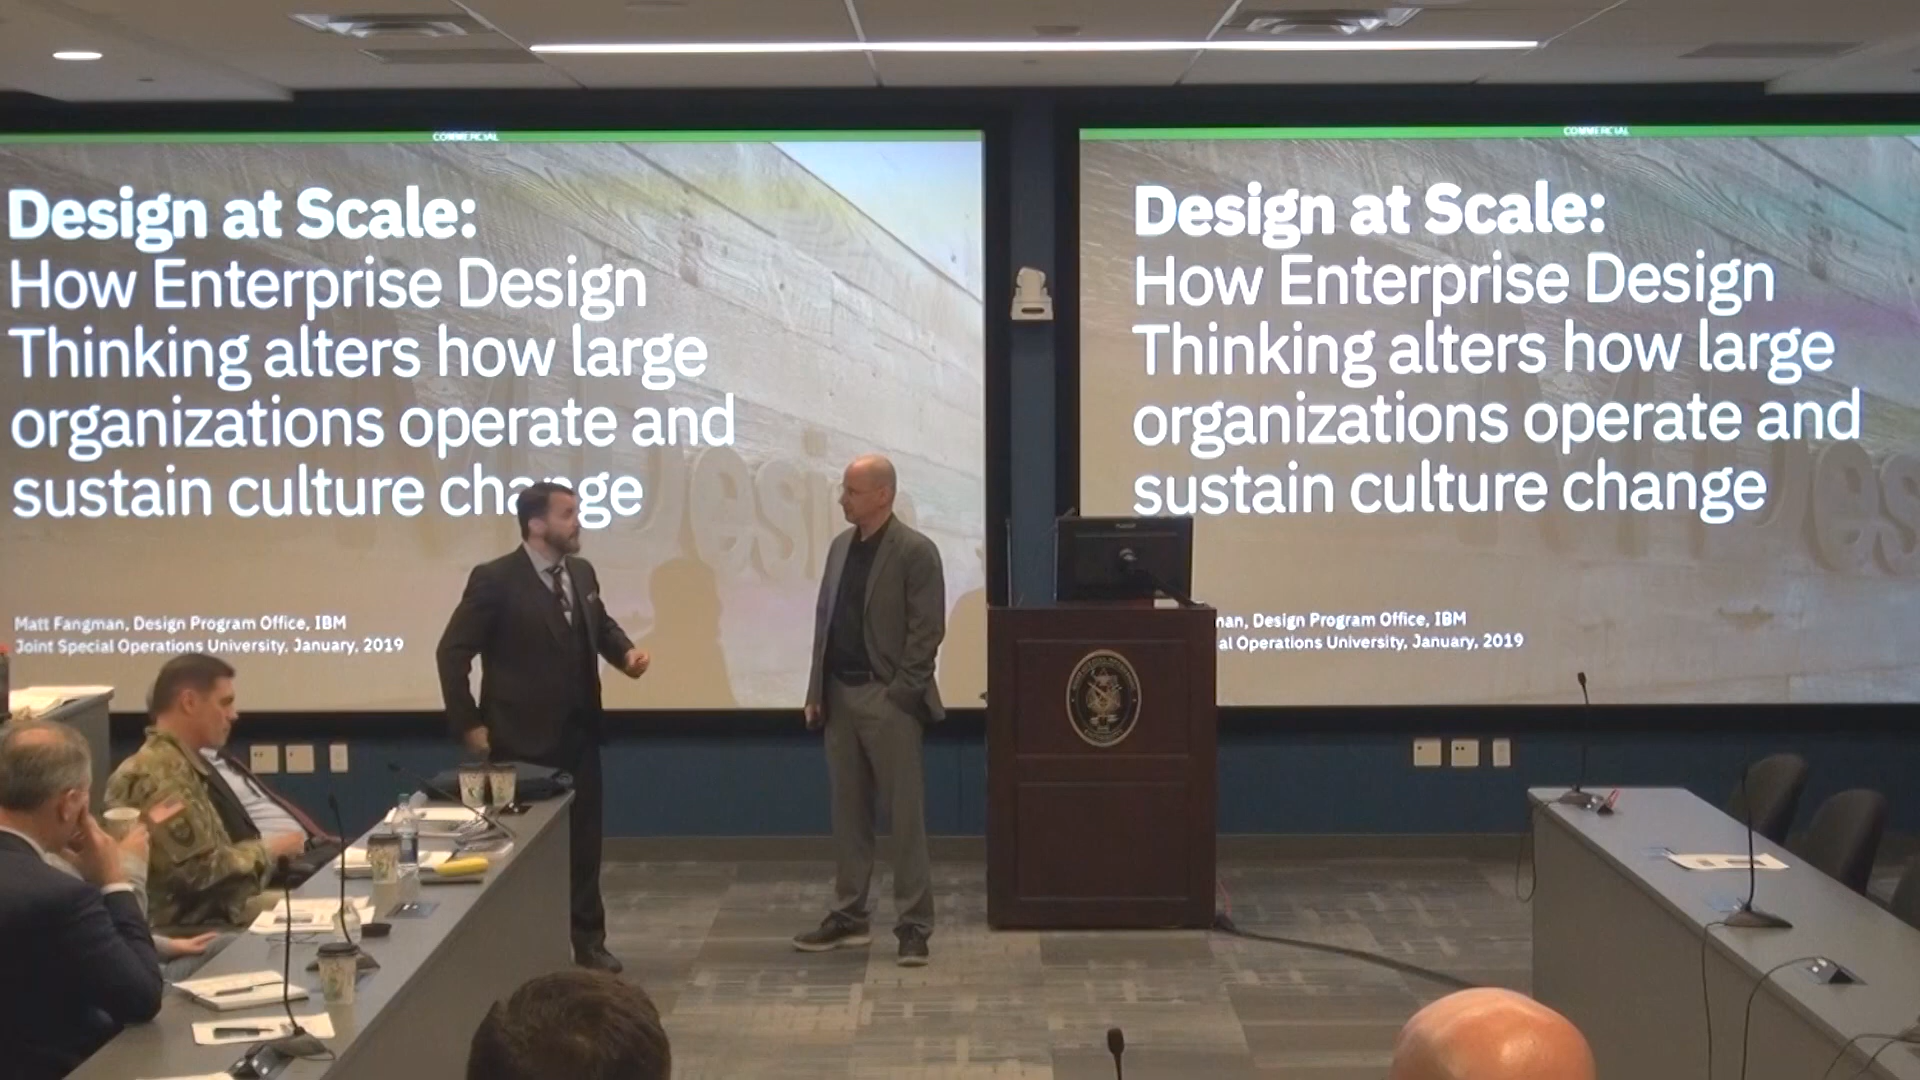 COMMERCIAL
Design at Scale:
How Enterprise Design
Thinking alters how large
organizations operate and
sustain culture change
Matt Fangman, Design Program Office, IBM
Joint Special Operations University, January, 2019
COMMERCIAL
Design at Scale:
How Enterprise Design
Thinking alters how large
organizations operate and
sustain culture change
man, Design Program Office, IBM
al Operations University, January, 2019